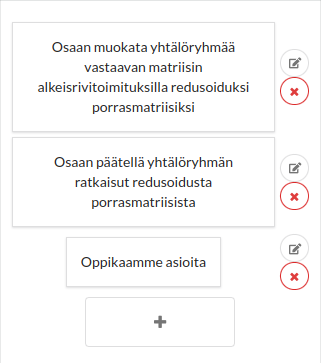 Osaan muokata yhtälöryhmää
vastaavan matriisin
alkeisrivitoimituksilla redusoiduksi
porrasmatriisiksi
Osaan päätellä yhtälöryhmän
ratkaisut redusoidusta
porrasmatriisista
Oppikaamme asioita